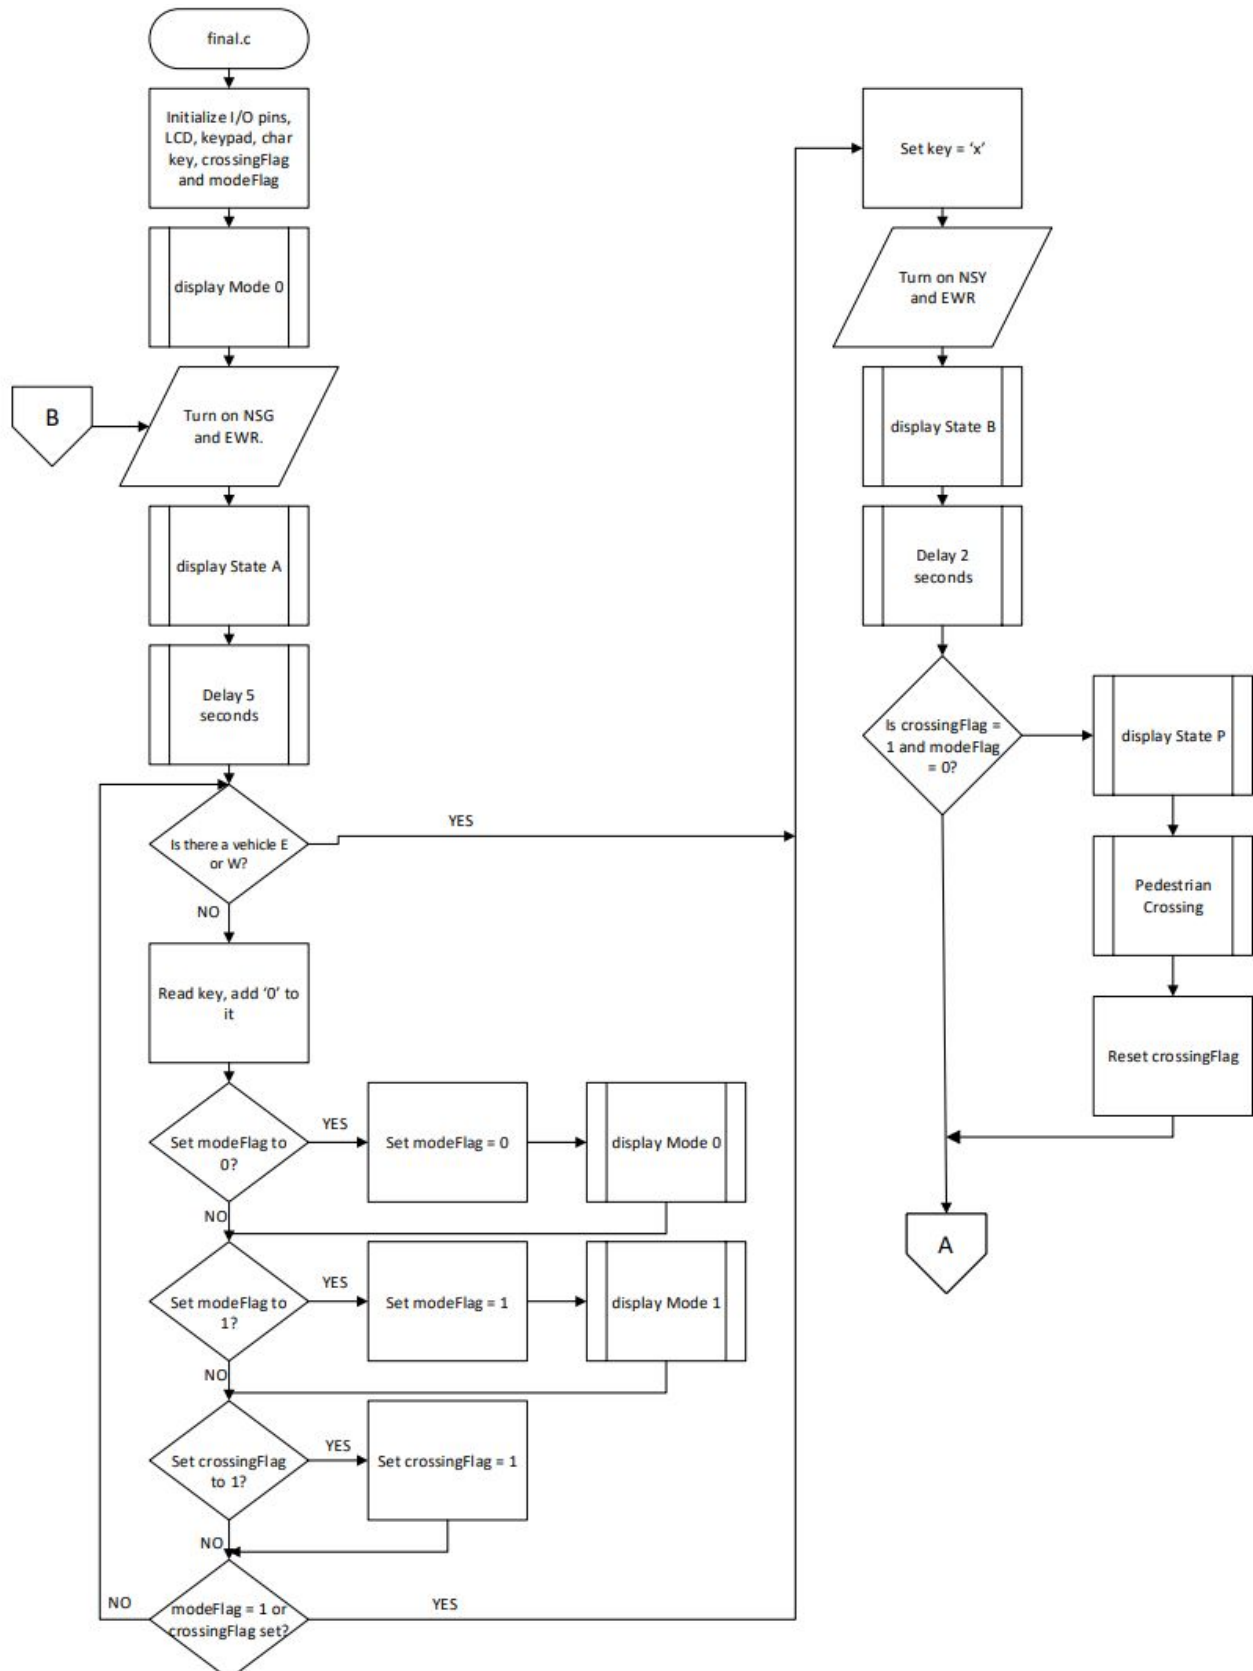 final.c
Initialize I/O pins,
LCD, keypad, char
key, crossingFlag
and modeFlag
display Mode 0
B
Turn on NSG
and EWR.
display State A
Delay 5
seconds
Is there a vehicle E
or W?
YES
NO
Read key, add ‘0’ to
it
Set modeFlag to
0?
YES
Set modeFlag = 0
display Mode 0
NO
Set modeFlag to
1?
YES
Set modeFlag = 1
display Mode 1
NO
Set crossingFlag
to 1?
YES
Set crossingFlag = 1
NO
modeFlag = 1 or
crossingFlag set?
NO
YES
Set key = ‘x’
Turn on NSY
and EWR
display State B
Delay 2
seconds
Is crossingFlag =
1 and modeFlag
= 0?
display State P
Pedestrian
Crossing
Reset crossingFlag
A